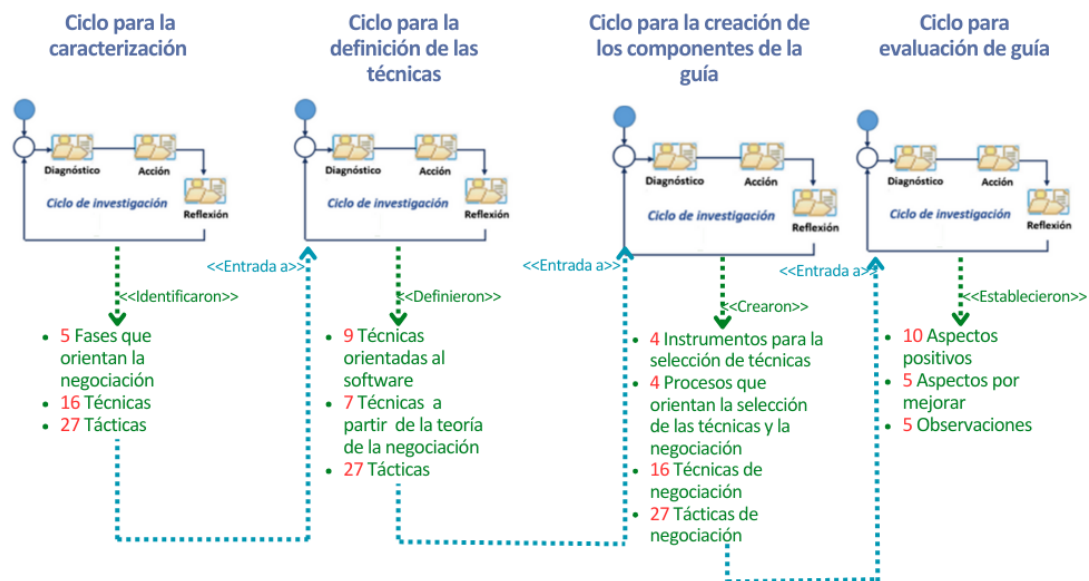 Ciclo para la
caracterización
Diagnóstico
Acción
Ciclo de investigación
Reflexión
<<Identificaron>>
• 5 Fases que
orientan la
negociación
• 16 Técnicas
• 27 Tácticas
<<Entrada a>>
Ciclo para la
definición de las
técnicas
Diagnóstico
Acción
Ciclo de investigación
Reflexión
<<Definieron>>
• 9 Técnicas
orientadas al
software
• 7 Técnicas a
partir de la teoría
de la negociación
• 27 Tácticas
<<Entrada a>>
Ciclo para la creación de
los componentes de la
guía
Diagnóstico
Acción
Ciclo de investigación
Reflexión
<<Crearon>>
• 4 Instrumentos para la
selección de técnicas
• 4 Procesos que
orientan la selección
de las técnicas y la
negociación
• 16 Técnicas de
negociación
• 27 Tácticas de
negociación
<<Entrada a>>
Ciclo para
evaluación de guía
Diagnóstico
Acción
Ciclo de investigación
Reflexión
<<Establecieron>>
• 10 Aspectos
positivos
• 5 Aspectos por
mejorar
• 5 Observaciones